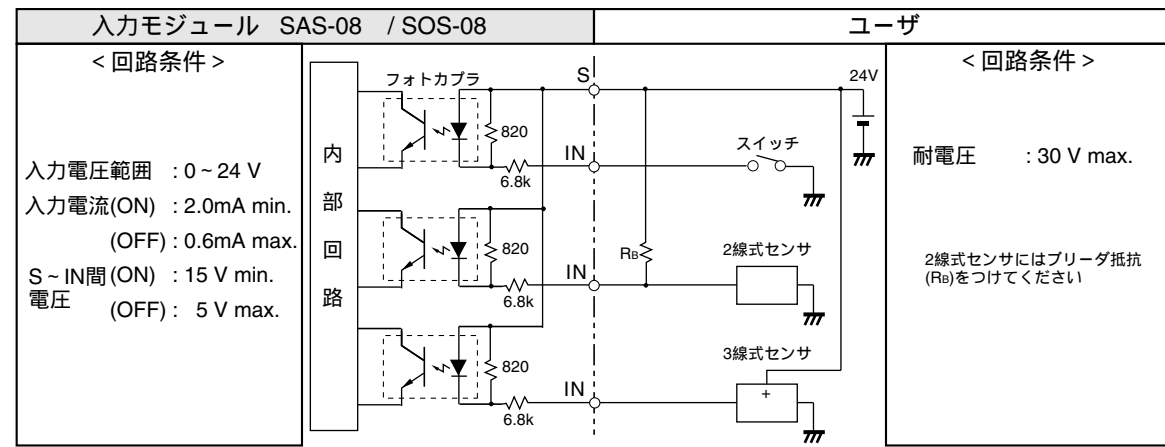 入力モジュール SAS-08 / SOS-08
ユーザ
< 回路条件 >
入力電圧範囲 : 0 ~ 24 V
入力電流(ON) : 2.0mA min.
(OFF) : 0.6mA max.
S ~ IN間(ON) : 15 V min.
電圧
(OFF) : 5 V max.
内部回路
フォトカプラ
820
6.8k
820
6.8k
820
6.8k
S
IN
IN
IN
24V
スイッチ
RB
2線式センサ
3線式センサ
+
< 回路条件 >
耐電圧 : 30 V max.
2線式センサにはブリーダ抵抗
(RB)をつけてください